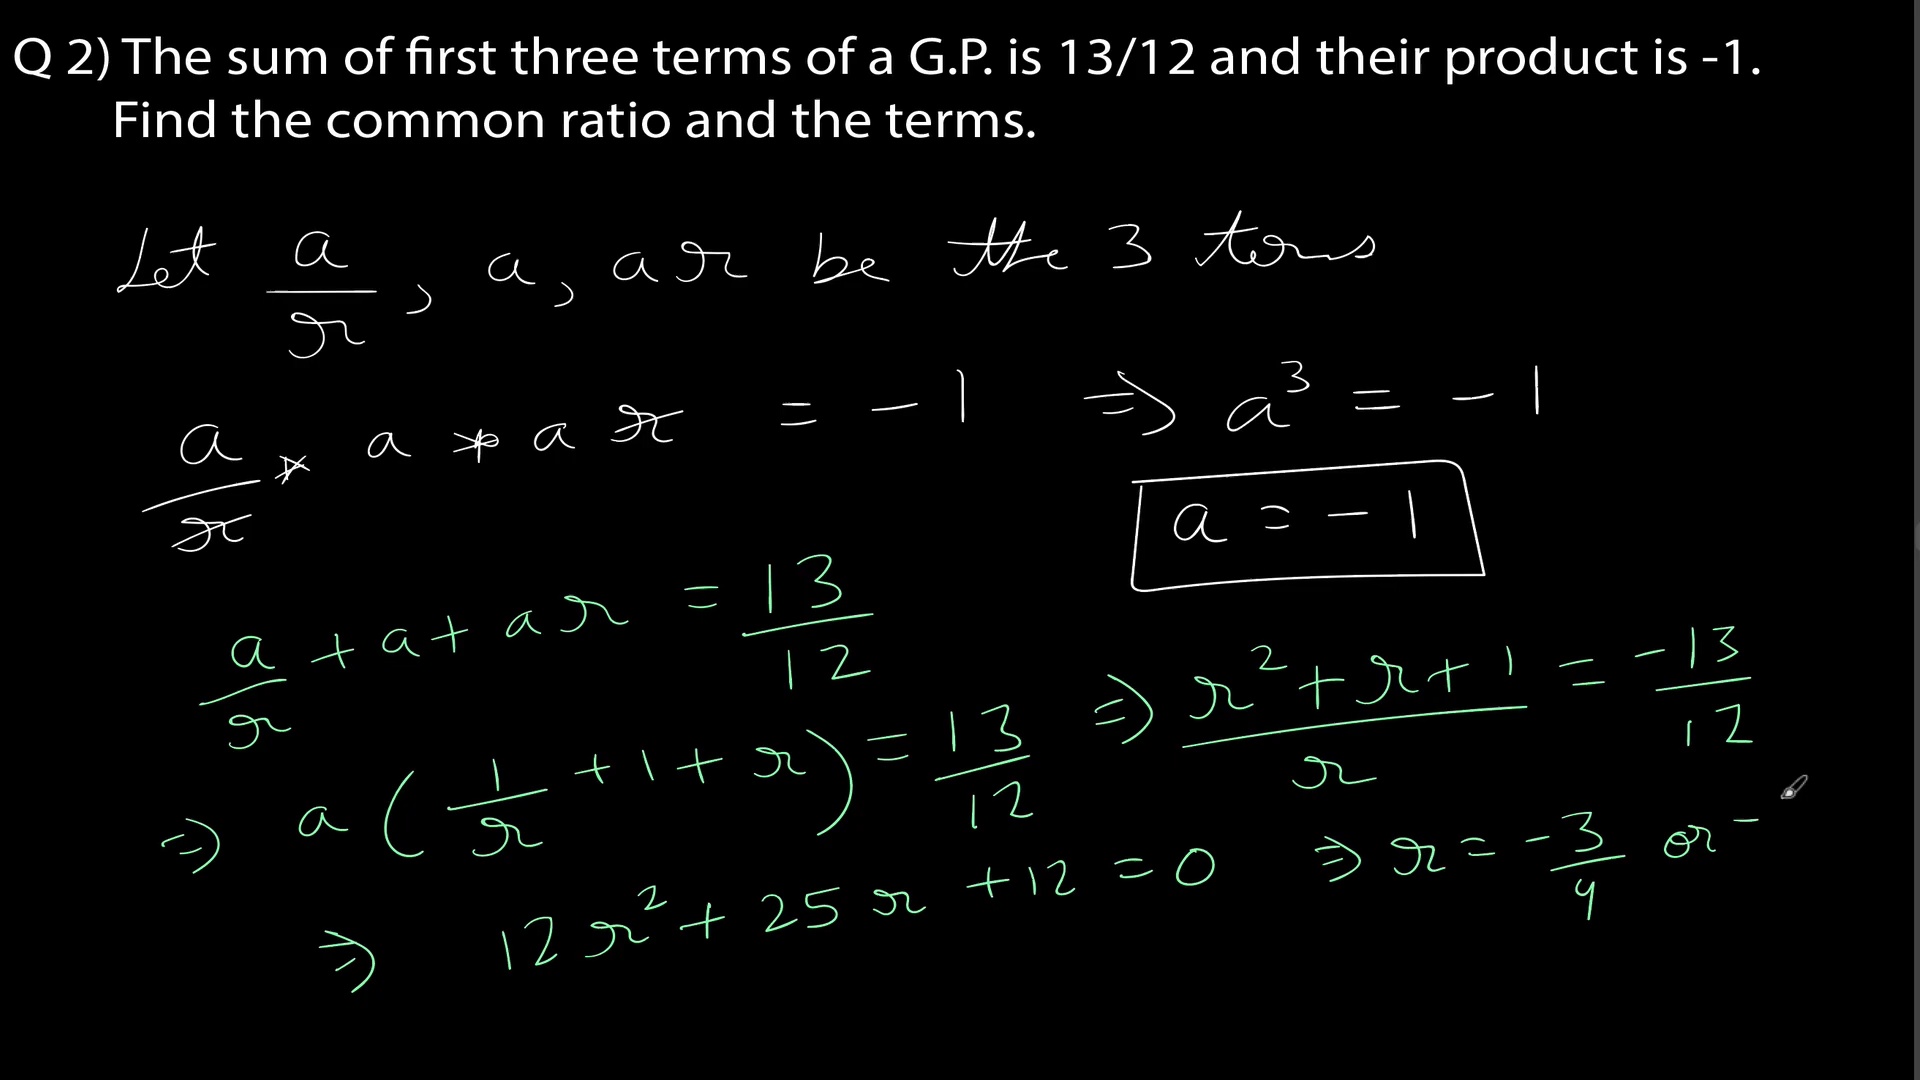 Q 2) The sum of first three terms of a G.P. is 13/12 and their product is -1.
Find the common ratio and the terms.
Let a/r, a, ar be the 3 terms
a/r * a * a r = -1 ⇒ a³ = -1
a = -1
a/r + a + ar = 13/12
⇒ a(1/r + 1 + r) = 13/12 ⇒ (r² + r + 1)/r = -13/12
⇒ 12r² + 25r + 12 = 0 ⇒ r = -3/4 or -